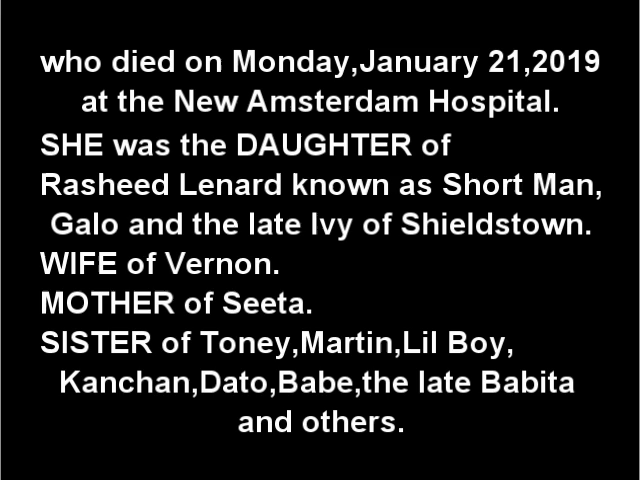 who died on Monday,January 21,2019
at the New Amsterdam Hospital.
SHE was the DAUGHTER of
Rasheed Lenard known as Short Man,
Galo and the late Ivy of Shieldstown.
WIFE of Vernon.
MOTHER of Seeta.
SISTER of Toney,Martin,Lil Boy,
Kanchan,Dato,Babe,the late Babita
and others.